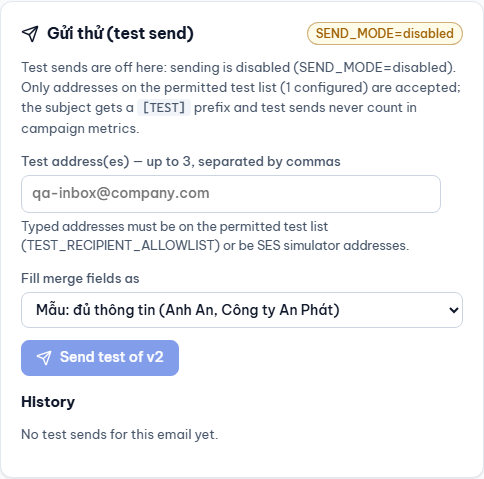 Gửi thử (test send)
SEND_MODE=disabled
Test sends are off here: sending is disabled (SEND_MODE=disabled).
Only addresses on the permitted test list (1 configured) are accepted;
the subject gets a [TEST] prefix and test sends never count in
campaign metrics.
Test address(es) — up to 3, separated by commas
qa-inbox@company.com
Typed addresses must be on the permitted test list
(TEST_RECIPIENT_ALLOWLIST) or be SES simulator addresses.
Fill merge fields as
Mẫu: đủ thông tin (Anh An, Công ty An Phát)
Send test of v2
History
No test sends for this email yet.